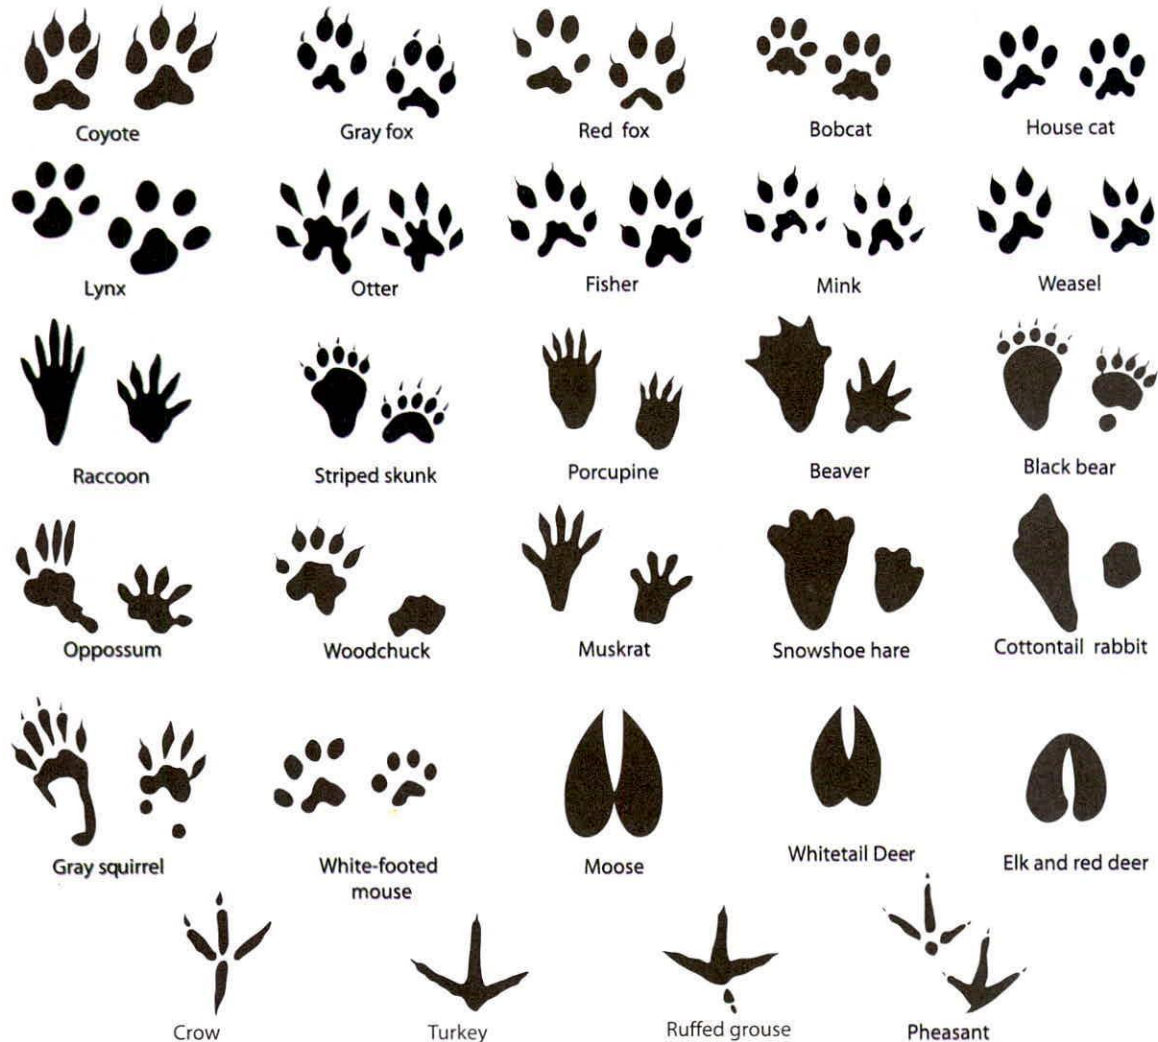 Coyote
Gray fox
Red fox
Bobcat
House cat
Lynx
Otter
Fisher
Mink
Weasel
Raccoon
Striped skunk
Porcupine
Beaver
Black bear
Oppossum
Woodchuck
Muskrat
Snowshoe hare
Cottontail rabbit
Gray squirrel
White-footed
mouse
Moose
Whitetail Deer
Elk and red deer
Crow
Turkey
Ruffed grouse
Pheasant